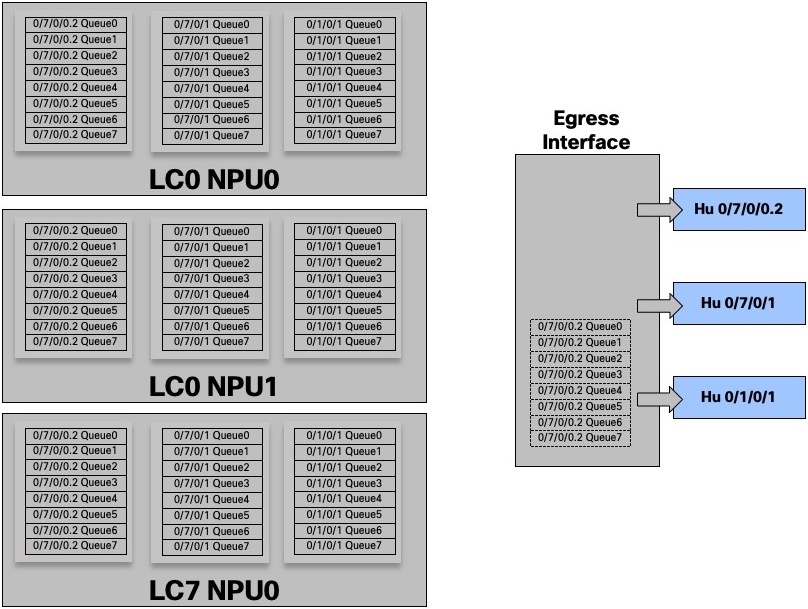 0/7/0/0.2 Queue0
0/7/0/0.2 Queue1
0/7/0/0.2 Queue2
0/7/0/0.2 Queue3
0/7/0/0.2 Queue4
0/7/0/0.2 Queue5
0/7/0/0.2 Queue6
0/7/0/0.2 Queue7
0/7/0/1 Queue0
0/7/0/1 Queue1
0/7/0/1 Queue2
0/7/0/1 Queue3
0/7/0/1 Queue4
0/7/0/1 Queue5
0/7/0/1 Queue6
0/7/0/1 Queue7
0/1/0/1 Queue0
0/1/0/1 Queue1
0/1/0/1 Queue2
0/1/0/1 Queue3
0/1/0/1 Queue4
0/1/0/1 Queue5
0/1/0/1 Queue6
0/1/0/1 Queue7
LC0 NPU0
0/7/0/0.2 Queue0
0/7/0/0.2 Queue1
0/7/0/0.2 Queue2
0/7/0/0.2 Queue3
0/7/0/0.2 Queue4
0/7/0/0.2 Queue5
0/7/0/0.2 Queue6
0/7/0/0.2 Queue7
0/7/0/1 Queue0
0/7/0/1 Queue1
0/7/0/1 Queue2
0/7/0/1 Queue3
0/7/0/1 Queue4
0/7/0/1 Queue5
0/7/0/1 Queue6
0/7/0/1 Queue7
0/1/0/1 Queue0
0/1/0/1 Queue1
0/1/0/1 Queue2
0/1/0/1 Queue3
0/1/0/1 Queue4
0/1/0/1 Queue5
0/1/0/1 Queue6
0/1/0/1 Queue7
LC0 NPU1
0/7/0/0.2 Queue0
0/7/0/0.2 Queue1
0/7/0/0.2 Queue2
0/7/0/0.2 Queue3
0/7/0/0.2 Queue4
0/7/0/0.2 Queue5
0/7/0/0.2 Queue6
0/7/0/0.2 Queue7
0/7/0/1 Queue0
0/7/0/1 Queue1
0/7/0/1 Queue2
0/7/0/1 Queue3
0/7/0/1 Queue4
0/7/0/1 Queue5
0/7/0/1 Queue6
0/7/0/1 Queue7
0/1/0/1 Queue0
0/1/0/1 Queue1
0/1/0/1 Queue2
0/1/0/1 Queue3
0/1/0/1 Queue4
0/1/0/1 Queue5
0/1/0/1 Queue6
0/1/0/1 Queue7
LC7 NPU0
Egress
Interface
0/7/0/0.2 Queue0
0/7/0/0.2 Queue1
0/7/0/0.2 Queue2
0/7/0/0.2 Queue3
0/7/0/0.2 Queue4
0/7/0/0.2 Queue5
0/7/0/0.2 Queue6
0/7/0/0.2 Queue7
Hu 0/7/0/0.2
Hu 0/7/0/1
Hu 0/1/0/1